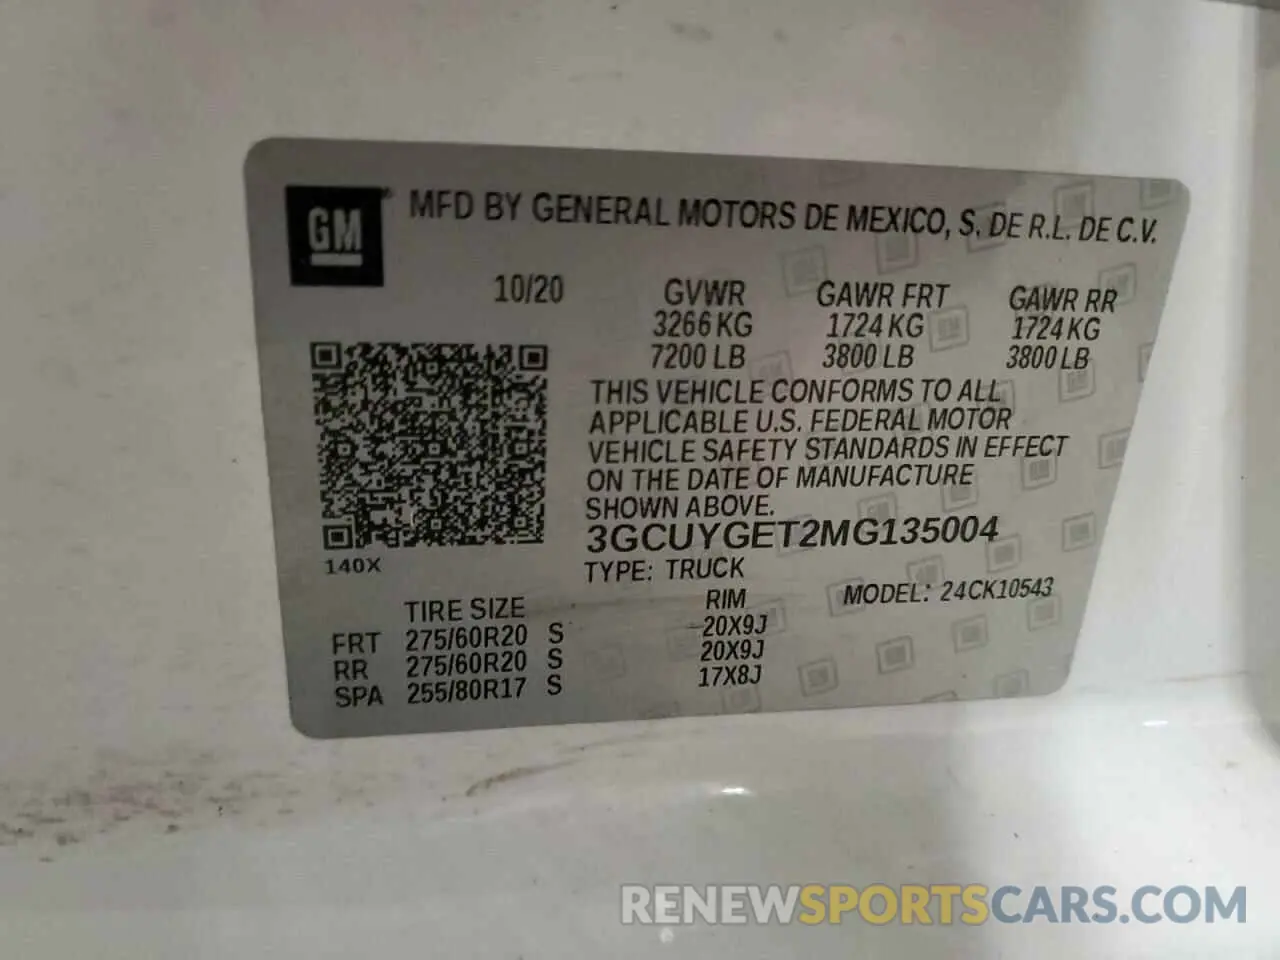 GM
MFD BY GENERAL MOTORS DE MEXICO, S. DE R.L. DE C.V.
10/20 GVWR GAWR FRT GAWR RR
3266 KG 1724 KG 1724 KG
7200 LB 3800 LB 3800 LB
THIS VEHICLE CONFORMS TO ALL
APPLICABLE U.S. FEDERAL MOTOR
VEHICLE SAFETY STANDARDS IN EFFECT
ON THE DATE OF MANUFACTURE
SHOWN ABOVE.
3GCUYGET2MG135004
140X
TYPE: TRUCK
MODEL: 24CK10543
TIRE SIZE RIM
FRT 275/60R20 S 20X9J
RR 275/60R20 S 20X9J
SPA 255/80R17 S 17X8J
RENEWSPORTSCARS.COM